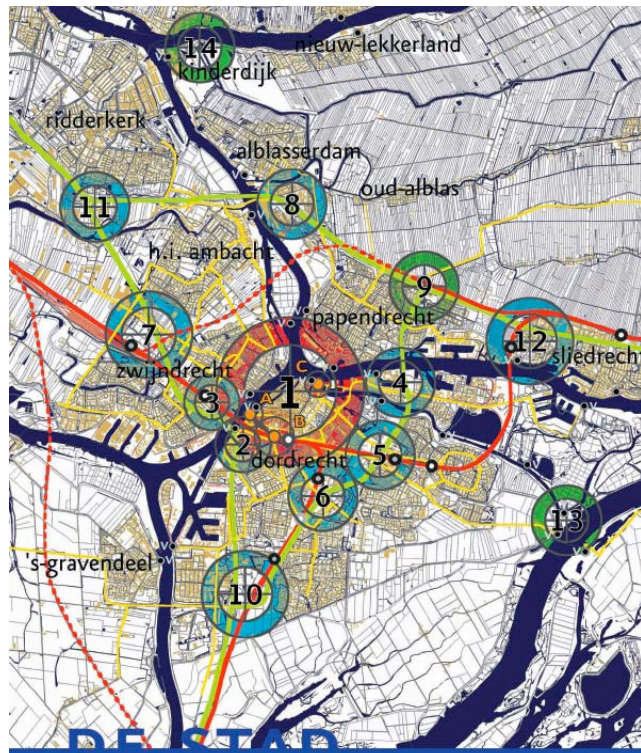 14
nieuw-lekkerland
v
kinderdijk
ridderkerk
alblasserdam
v
oud-alblas
11
8
v
h.i. ambacht
9
v
v papendrecht
7
12
sliedrecht
v
zwijndrecht
C
1
4
3
A
v
v
B
2
dordrecht
5
v
v
6
13
v
v
's-gravendeel
v
10
DE STAD